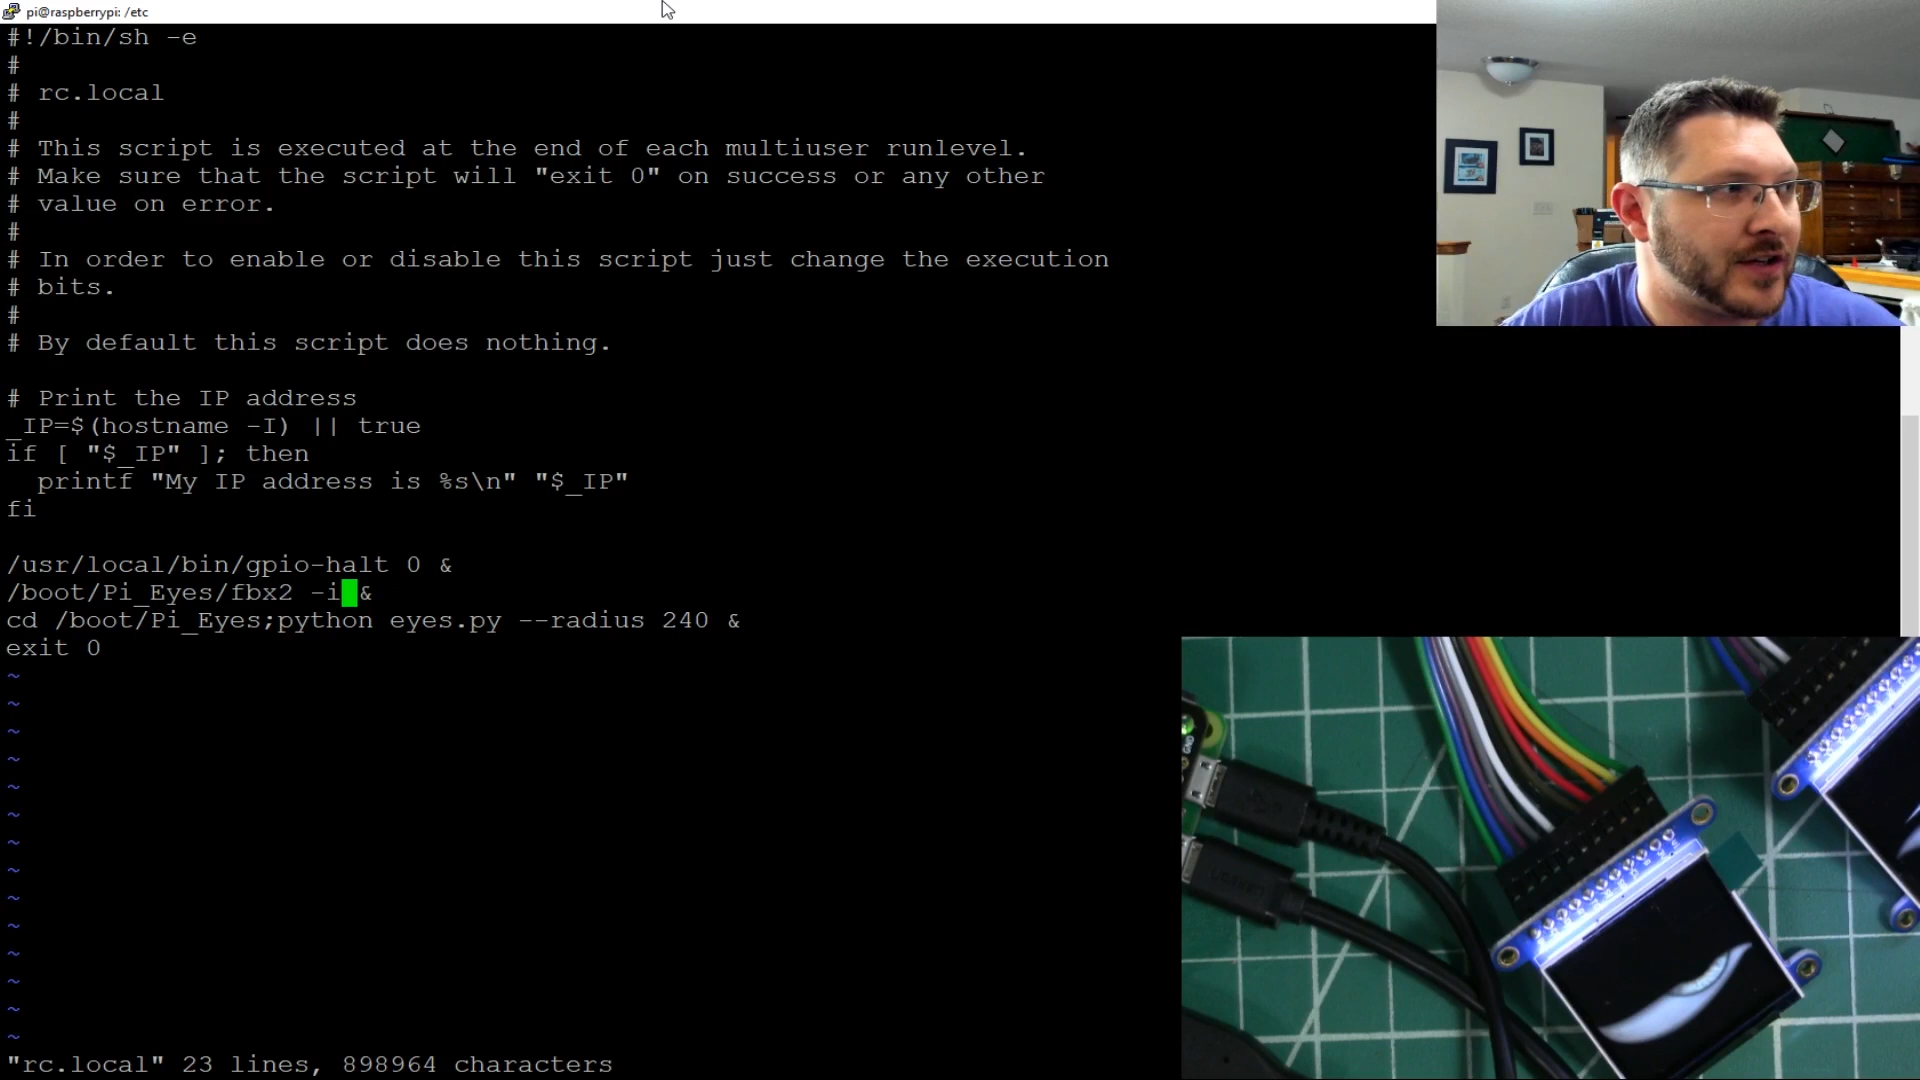 pi@raspberrypi: /etc
#!/bin/sh -e
#
# rc.local
#
# This script is executed at the end of each multiuser runlevel.
# Make sure that the script will "exit 0" on success or any other
# value on error.
#
# In order to enable or disable this script just change the execution
# bits.
#
# By default this script does nothing.
# Print the IP address
_IP=$(hostname -I) || true
if [ "$_IP" ]; then
  printf "My IP address is %s\n" "$_IP"
fi
/usr/local/bin/gpio-halt 0 &
/boot/Pi_Eyes/fbx2 -i &
cd /boot/Pi_Eyes;python eyes.py --radius 240 &
exit 0
~
~
~
~
~
~
~
~
~
~
~
~
~
~
"rc.local" 23 lines, 898964 characters
GND